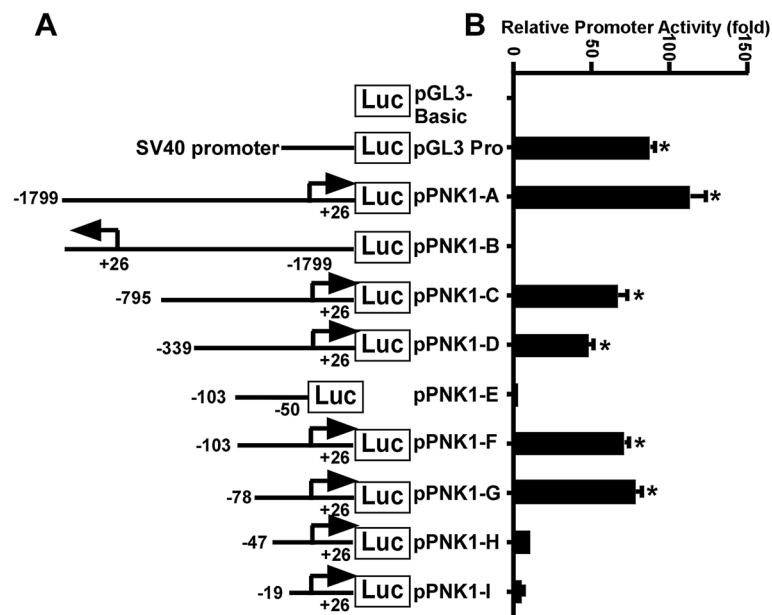 A
B
Relative Promoter Activity (fold)
0
50
100
150
Luc
pGL3-
Basic
SV40 promoter
Luc
pGL3 Pro
*
-1799
+26
Luc
pPNK1-A
*
+26
-1799
Luc
pPNK1-B
-795
+26
Luc
pPNK1-C
*
-339
+26
Luc
pPNK1-D
*
-103
-50
Luc
pPNK1-E
-103
+26
Luc
pPNK1-F
*
-78
+26
Luc
pPNK1-G
*
-47
+26
Luc
pPNK1-H
-19
+26
Luc
pPNK1-I